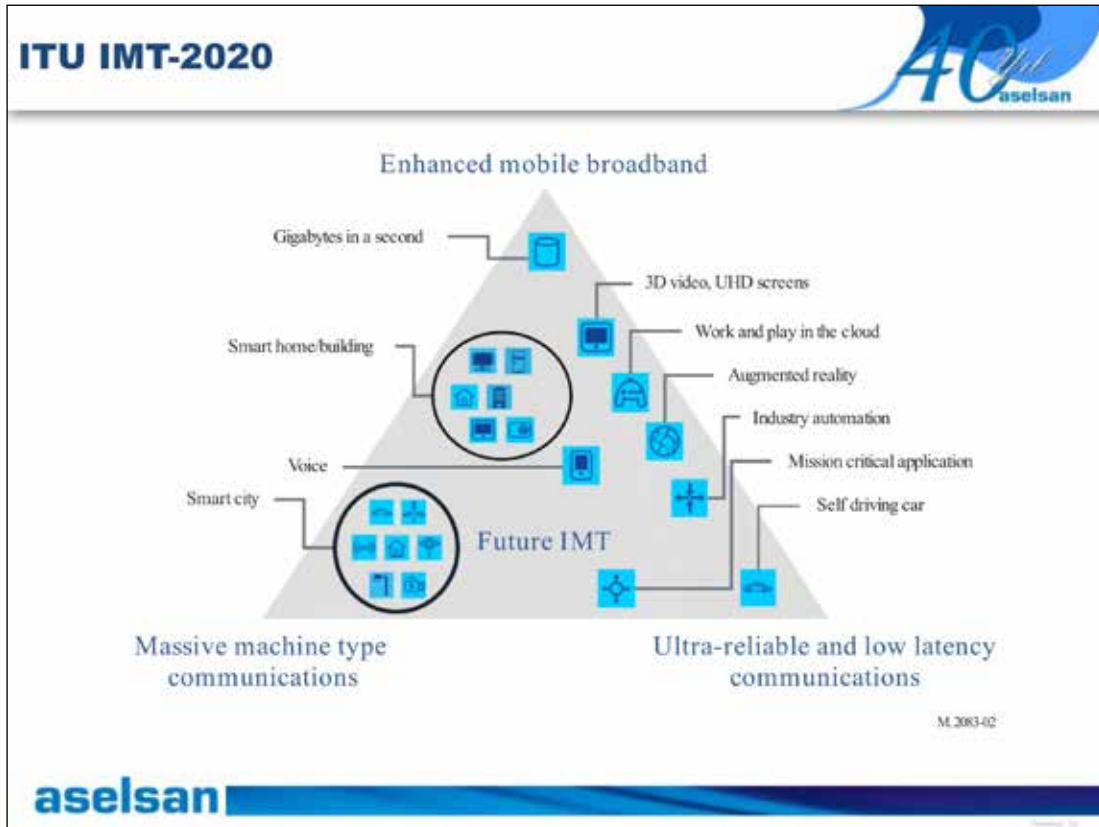 ITU IMT-2020
40 Yıl
aselsan
Enhanced mobile broadband
Gigabytes in a second
3D video, UHD screens
Work and play in the cloud
Smart home/building
Augmented reality
Industry automation
Voice
Mission critical application
Smart city
Self driving car
Future IMT
Massive machine type
communications
Ultra-reliable and low latency
communications
M.2083-02
aselsan